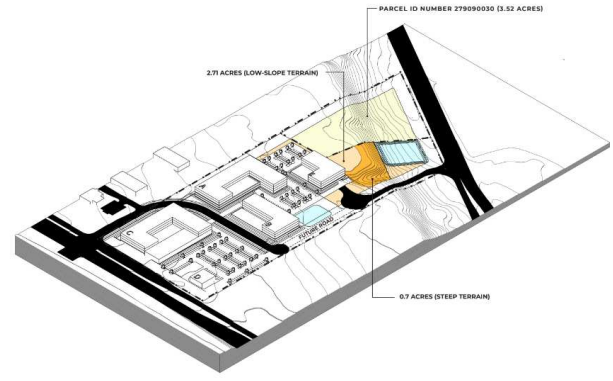 PARCEL ID NUMBER 279090030 (3.52 ACRES)
2.71 ACRES (LOW-SLOPE TERRAIN)
FUTURE ROAD
0.7 ACRES (STEEP TERRAIN)